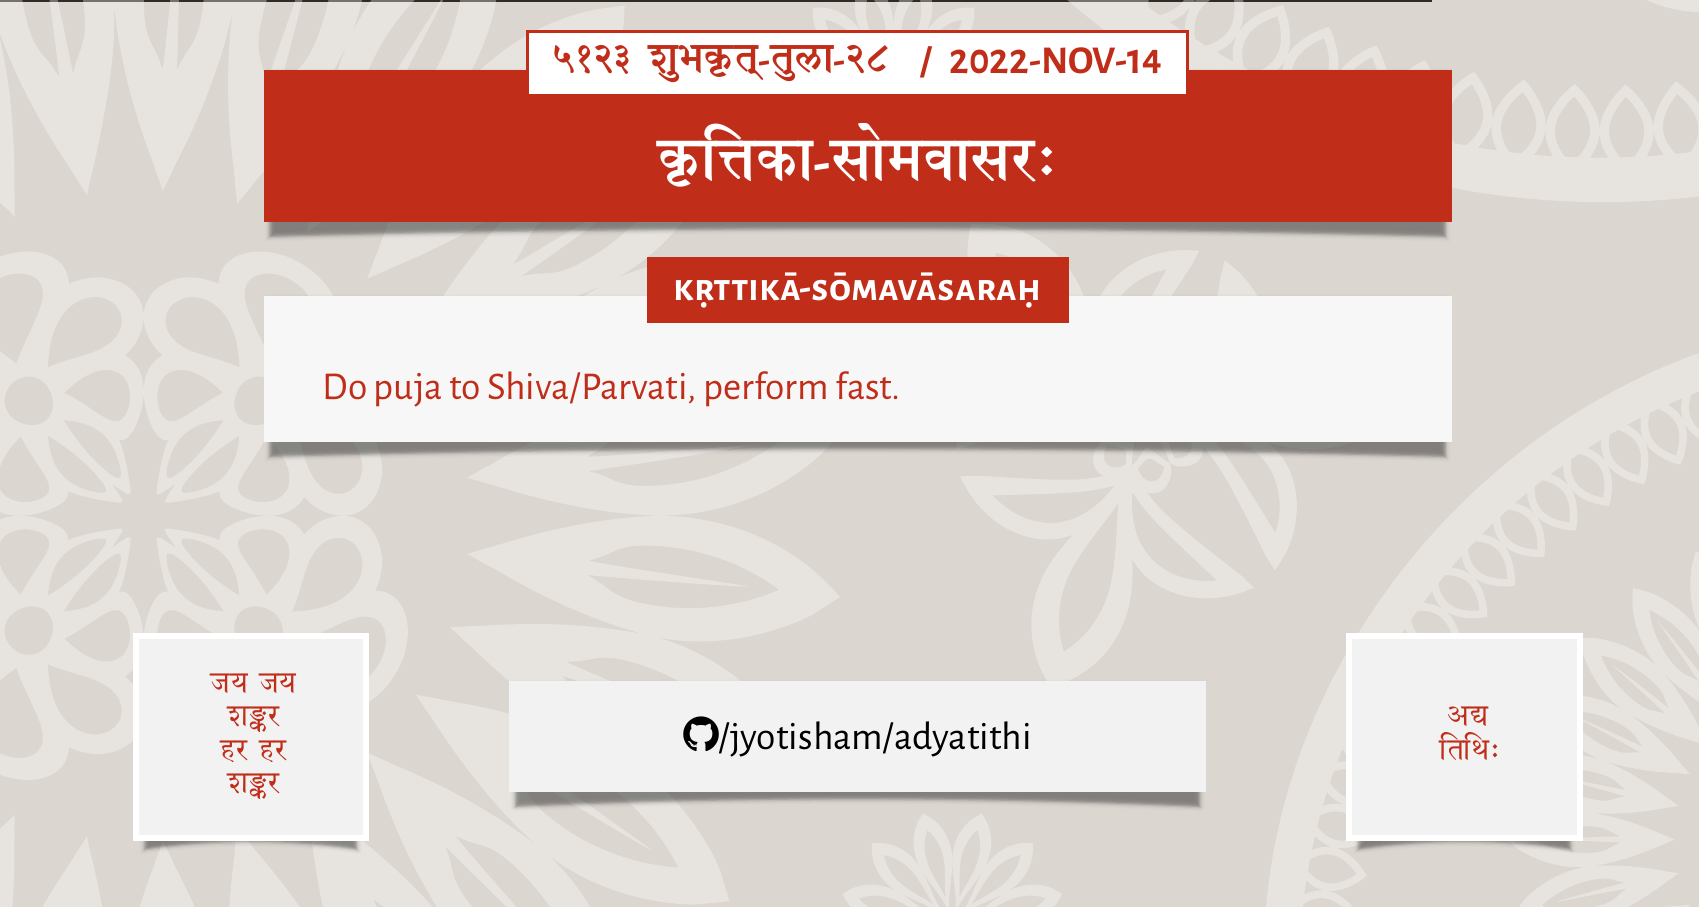 ५१२३ शुभकृत्-तुला-२८ / 2022-NOV-14
कृत्तिका-सोमवासरः
KṚTTIKĀ-SŌMAVĀSARAḤ
Do puja to Shiva/Parvati, perform fast.
जय जय
शङ्कर
हर हर
शङ्कर
/jyotisham/adyatithi
अद्य
तिथिः